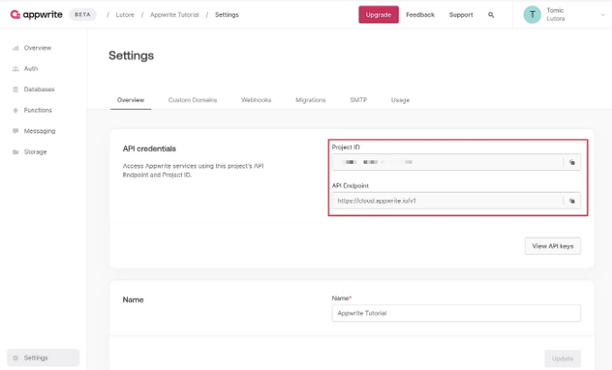 appwrite BETA / Lutore / Appwrite Tutorial / Settings Upgrade Feedback Support T Tomic
Lutora
Overview
Auth
Databases
Functions
Messaging
Storage
Settings
Settings
Overview Custom Domains Webhooks Migrations SMTP Usage
API credentials
Access Appwrite services using this project's API
Endpoint and Project ID.
Project ID
API Endpoint
https://cloud.appwrite.io/v1
View API keys
Name
Name*
Appwrite Tutorial
Update